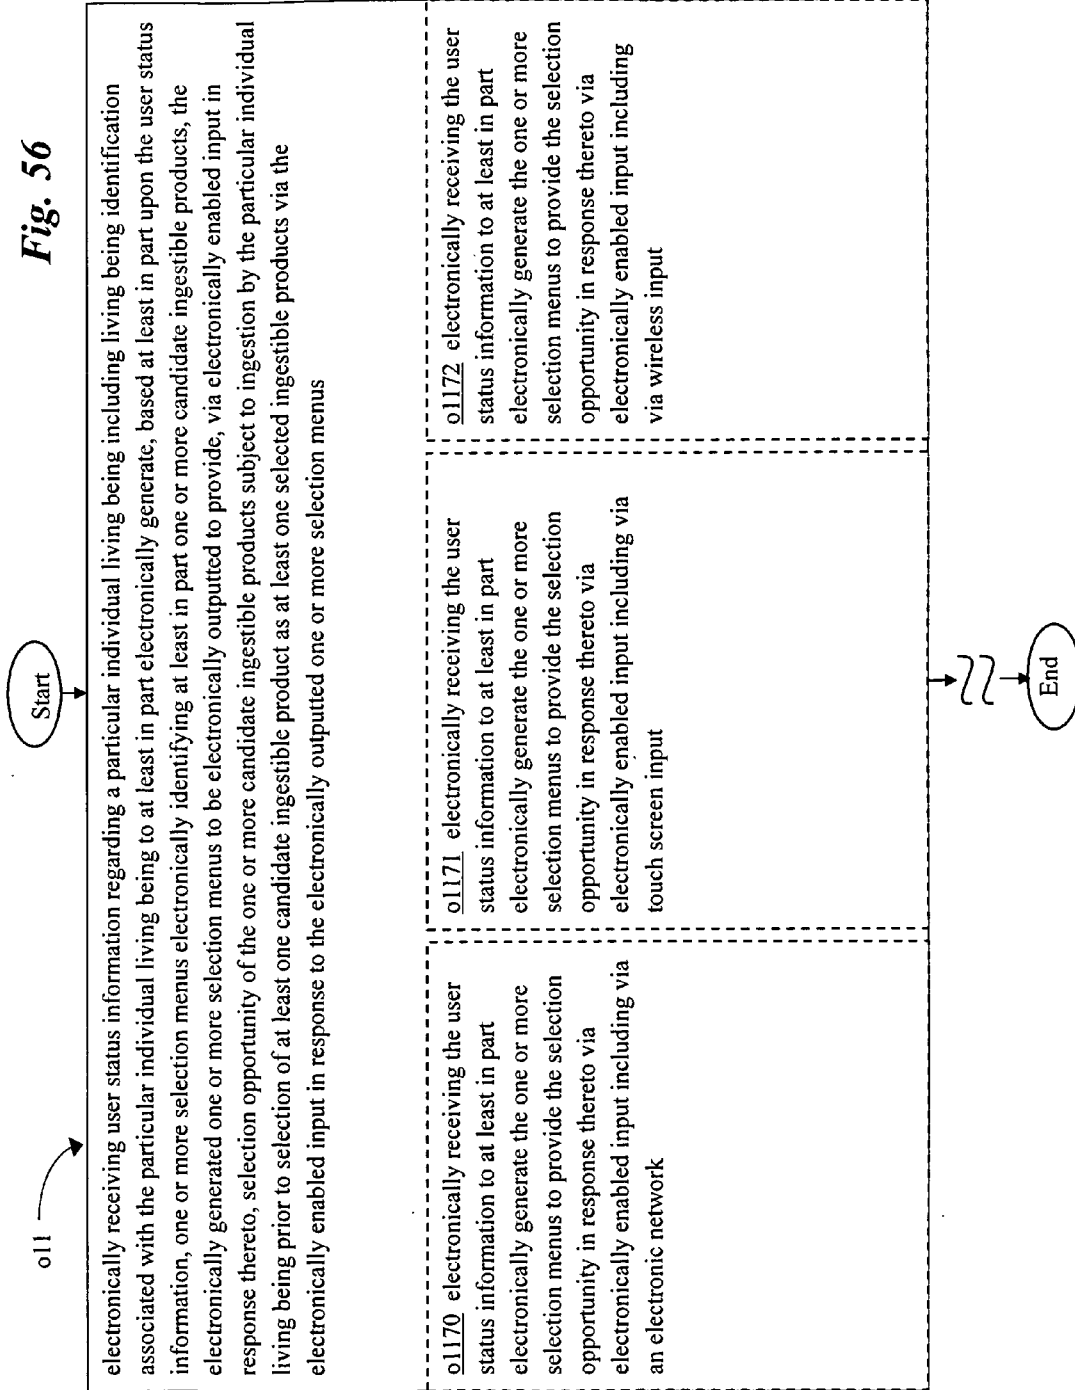 Fig. 56
Start
o11
electronically receiving user status information regarding a particular individual living being including living being identification
associated with the particular individual living being to at least in part electronically generate, based at least in part upon the user status
information, one or more selection menus electronically identifying at least in part one or more candidate ingestible products, the
electronically generated one or more selection menus to be electronically outputted to provide, via electronically enabled input in
response thereto, selection opportunity of the one or more candidate ingestible products subject to ingestion by the particular individual
living being prior to selection of at least one candidate ingestible product as at least one selected ingestible products via the
electronically enabled input in response to the electronically outputted one or more selection menus
o1170 electronically receiving the user
status information to at least in part
electronically generate the one or more
selection menus to provide the selection
opportunity in response thereto via
electronically enabled input including via
an electronic network
o1171 electronically receiving the user
status information to at least in part
electronically generate the one or more
selection menus to provide the selection
opportunity in response thereto via
electronically enabled input including via
touch screen input
o1172 electronically receiving the user
status information to at least in part
electronically generate the one or more
selection menus to provide the selection
opportunity in response thereto via
electronically enabled input including
via wireless input
End